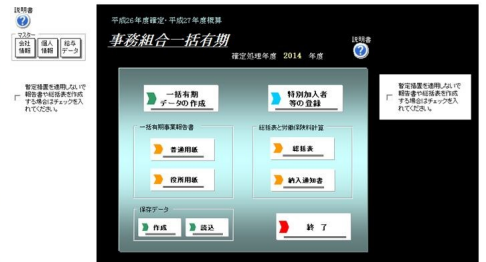 説明書
マスター
会社
情報
個人
情報
給与
データ
暫定措置を適用しないで
報告書や総括表を作成
する場合はチェックを入
れてください。
平成26年度確定・平成27年度概算
事務組合一括有期
確定処理年度 2014 年度
説明書
一括有期
データの作成
特別加入者
等の登録
一括有期事業報告書
普通用紙
役所用紙
総括表と労働保険料計算
総括表
納入通知書
保存データ
作成
読込
終 了
暫定措置を適用しないで
報告書や総括表を作成
する場合はチェックを入
れてください。